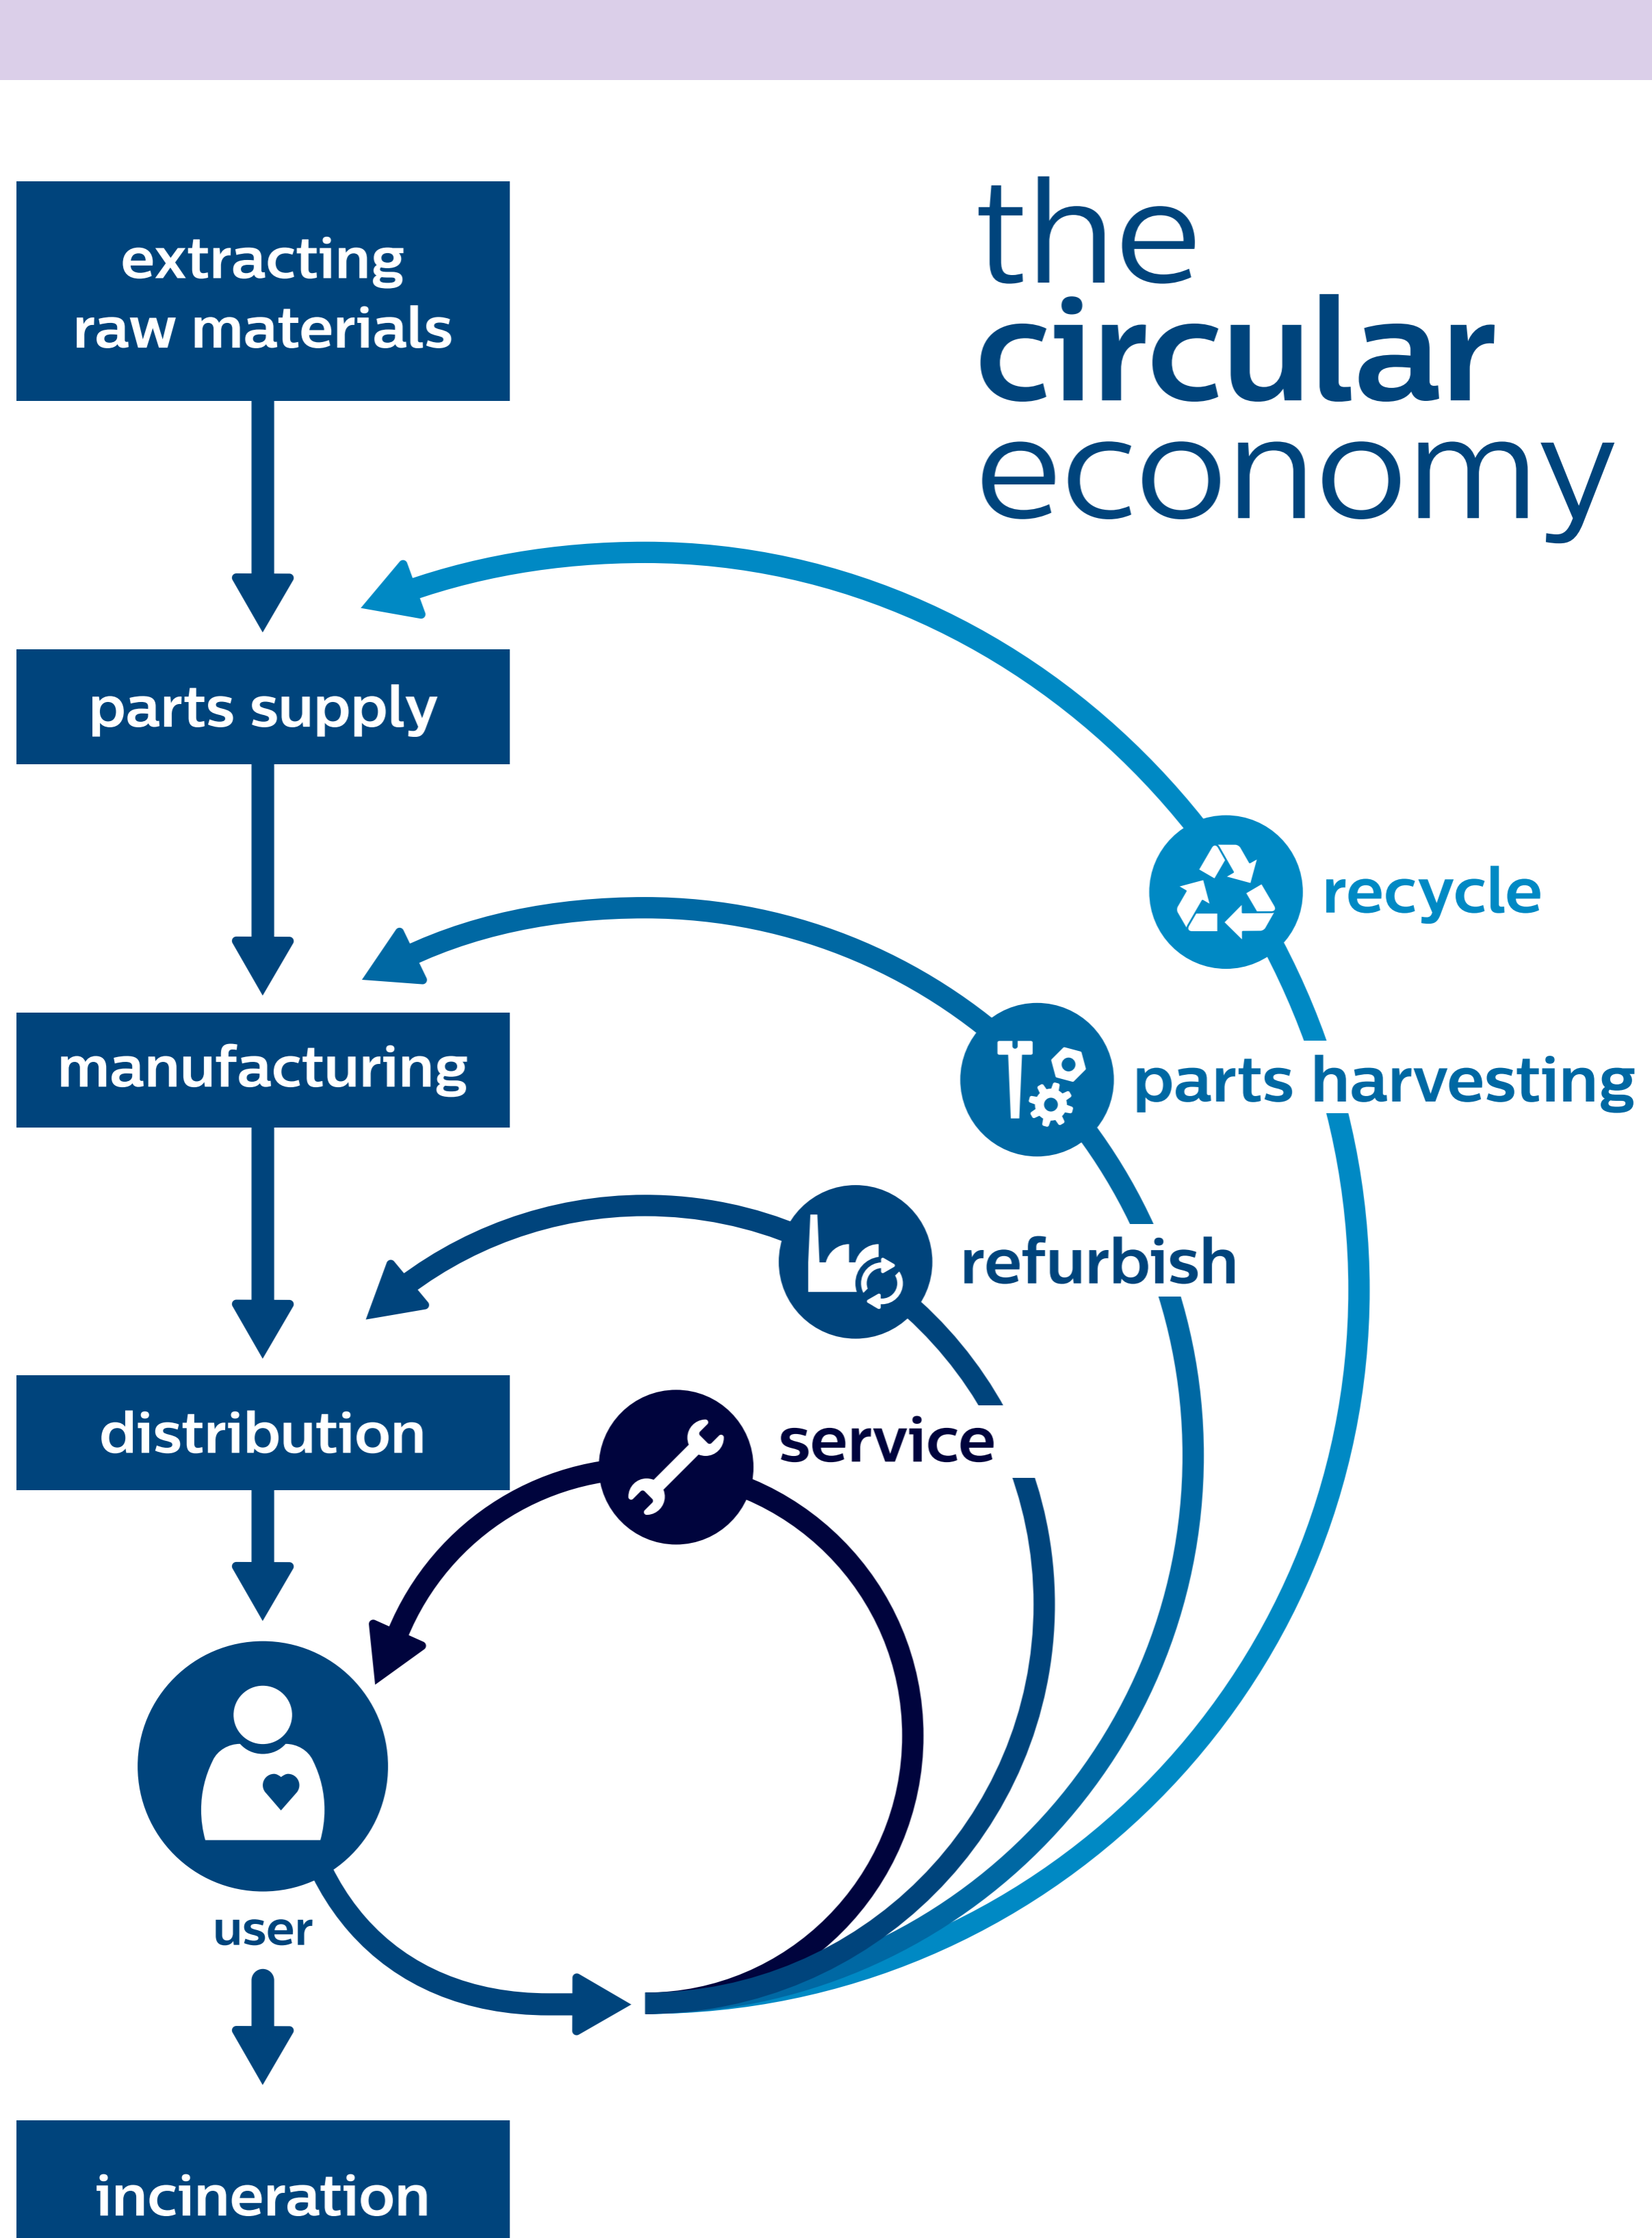 extracting
raw materials
the
circular
economy
parts supply
recycle
manufacturing
parts harvesting
refurbish
distribution
service
user
incineration